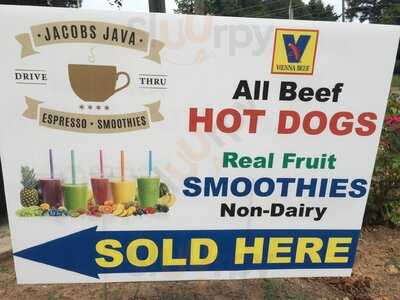 JACOBS JAVA
DRIVE THRU
ESPRESSO • SMOOTHIES
V
VIENNA BEEF
All Beef
HOT DOGS
Real Fruit
SMOOTHIES
Non-Dairy
SOLD HERE
slurrpy